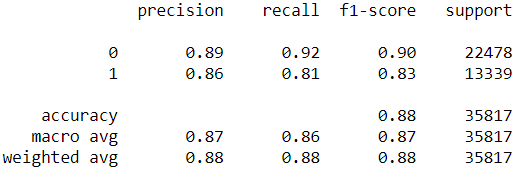 precision recall f1-score support
0 0.89 0.92 0.90 22478
1 0.86 0.81 0.83 13339
accuracy 0.88 35817
macro avg 0.87 0.86 0.87 35817
weighted avg 0.88 0.88 0.88 35817